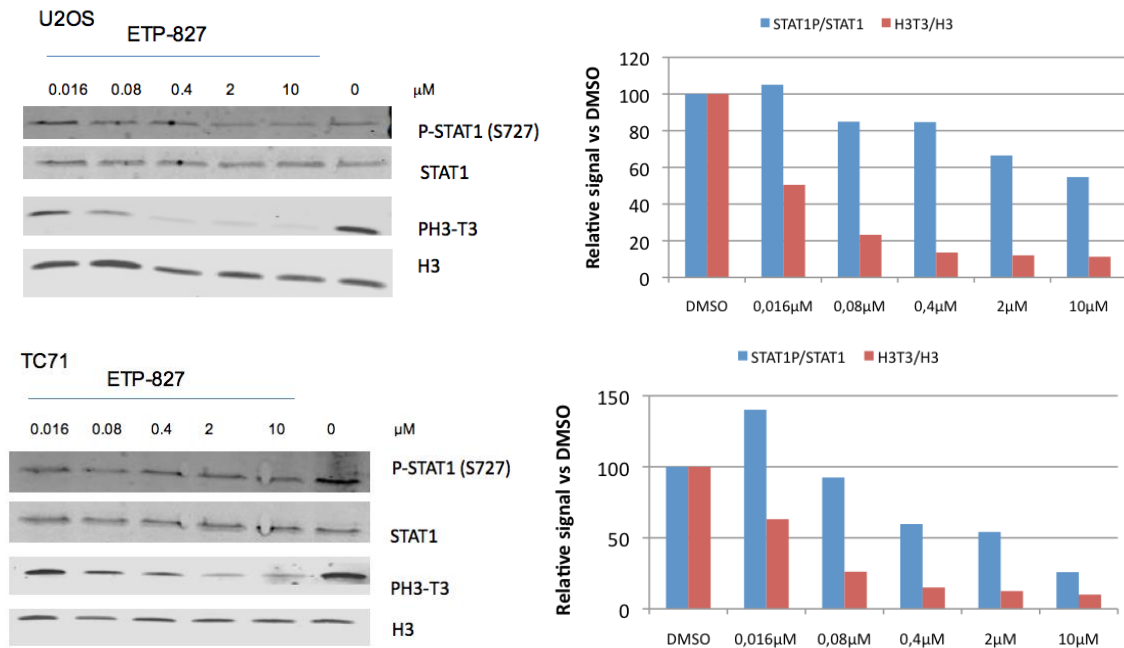 U2OS
ETP-827
0.016 0.08 0.4 2 10 0 μM
P-STAT1 (S727)
STAT1
PH3-T3
H3
STAT1P/STAT1 H3T3/H3
Relative signal vs DMSO
120
100
80
60
40
20
0
DMSO 0,016μM 0,08μM 0,4μM 2μM 10μM
TC71
ETP-827
0.016 0.08 0.4 2 10 0 μM
P-STAT1 (S727)
STAT1
PH3-T3
H3
STAT1P/STAT1 H3T3/H3
Relative signal vs DMSO
150
100
50
0
DMSO 0,016μM 0,08μM 0,4μM 2μM 10μM